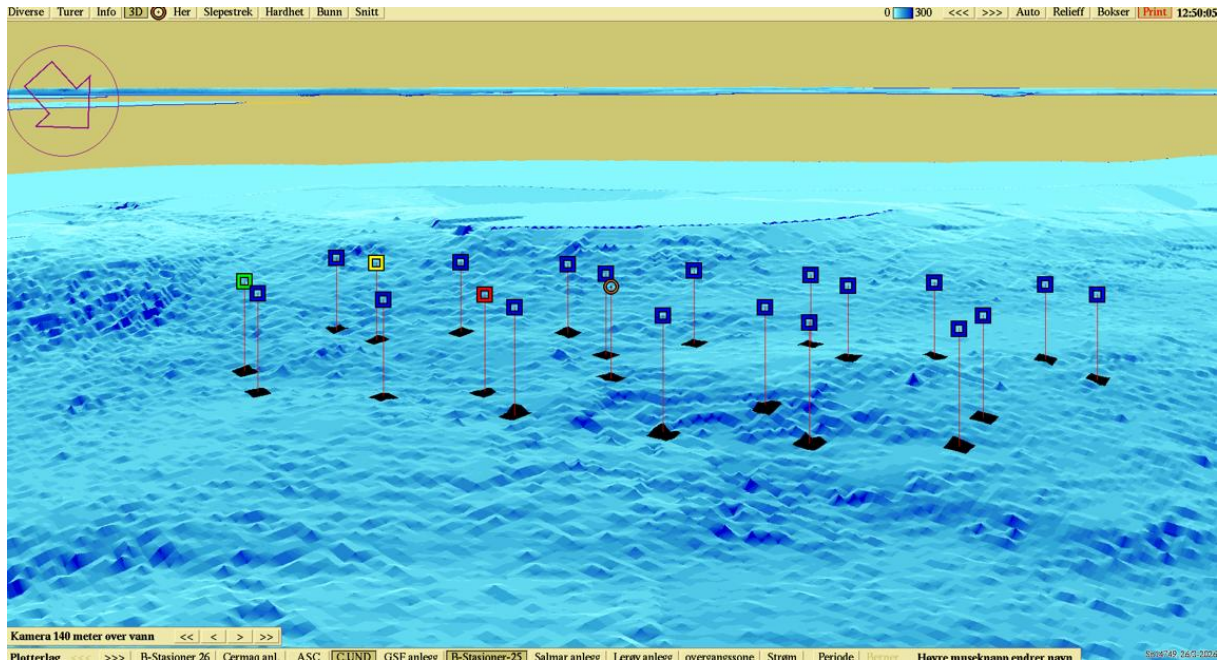 Diverse Turer Info 3D Her Slepestrek Hardhet Bunn Snitt 0 300 <<< >>> Auto Relieff Bokser Print 12:50:05
Kamera 140 meter over vann << < > >>
Plotterlag <<< >>> B-Stasjoner 26 Cermaq anl ASC C.UND GSF anlegg B-Stasjoner-25 Salmar anlegg Lerøy anlegg overgangssone Strøm Periode Berner Høyre museknapp endrer navn